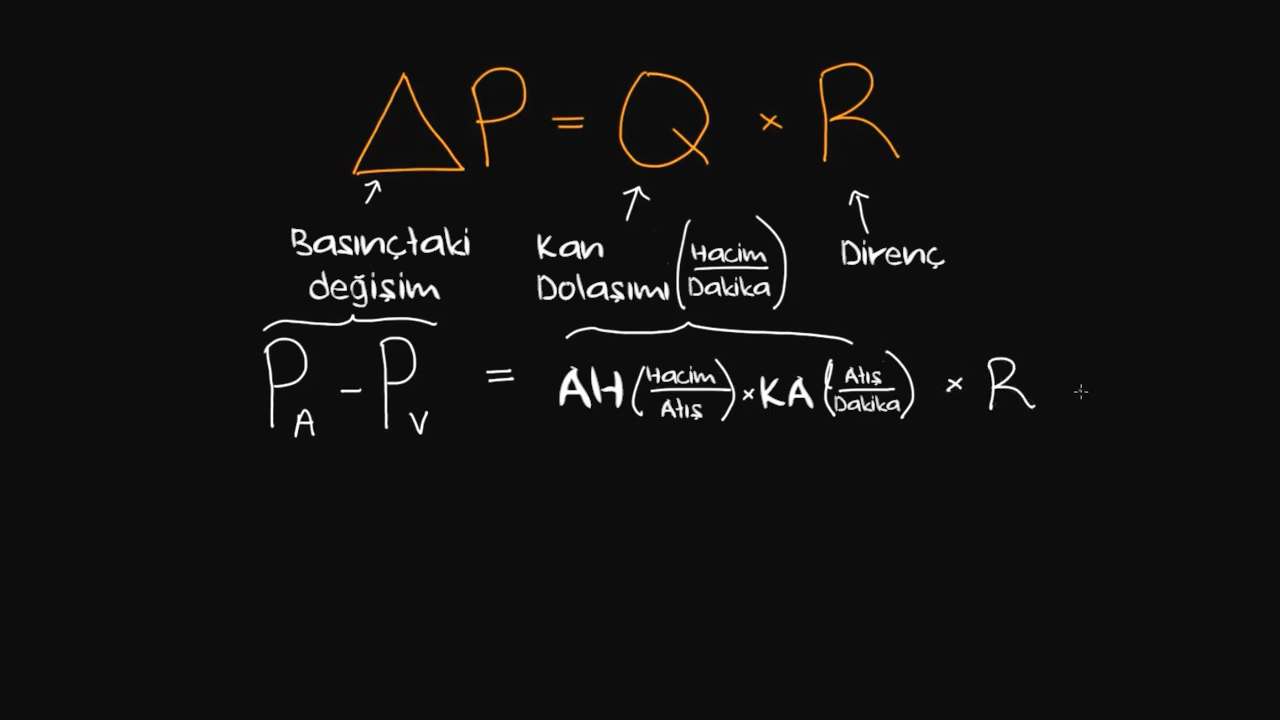 ΔP = Q × R
Basınçtaki değişim
Kan Dolaşımı (Hacim/Dakika)
Direnç
P_A - P_V = AH (Hacim/Atış) × KA (Atış/Dakika) × R